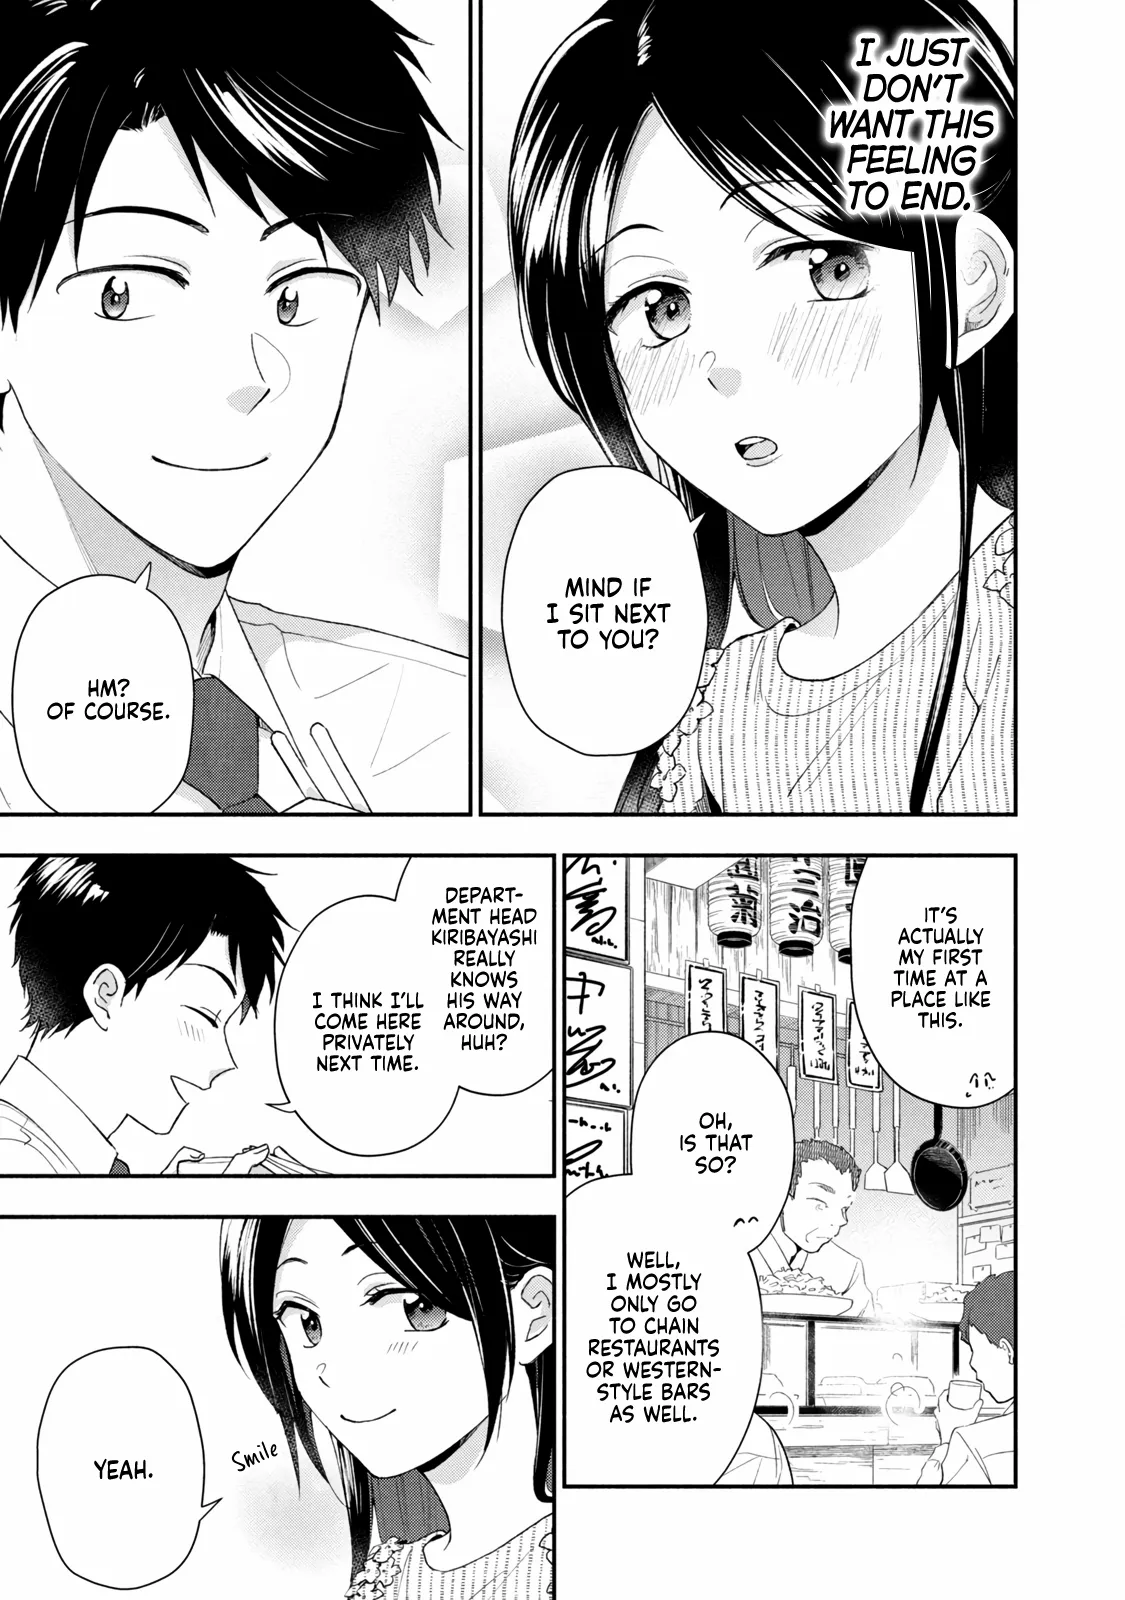 I JUST
DON'T
WANT THIS
FEELING
TO END.
MIND IF
I SIT NEXT
TO YOU?
HM?
OF COURSE.
IT'S
ACTUALLY
MY FIRST
TIME AT A
PLACE LIKE
THIS.
OH,
IS THAT
SO?
WELL,
I MOSTLY
ONLY GO
TO CHAIN
RESTAURANTS
OR WESTERN-
STYLE BARS
AS WELL.
DEPART-
MENT HEAD
KIRIBAYASHI
REALLY
KNOWS
HIS WAY
AROUND,
HUH?
I THINK I'LL
COME HERE
PRIVATELY
NEXT TIME.
Smile
YEAH.